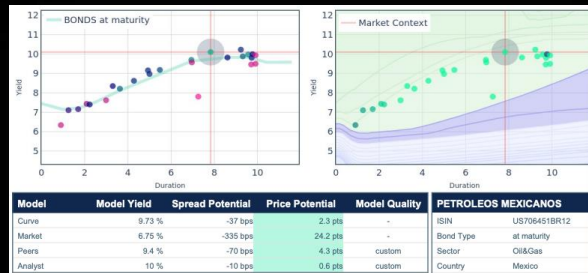 BONDS at maturity
Market Context
Yield
11
10
9
8
7
6
5
0
2
4
6
8
10
Duration
Yield
11
10
9
8
7
6
5
0
2
4
6
8
10
Duration
Model Model Yield Spread Potential Price Potential Model Quality
Curve 9.73 % -37 bps 2.3 pts -
Market 6.75 % -335 bps 24.2 pts -
Peers 9.4 % -70 bps 4.3 pts custom
Analyst 10 % -10 bps 0.6 pts custom
PETROLEOS MEXICANOS
ISIN US706451BR12
Bond Type at maturity
Sector Oil&Gas
Country Mexico